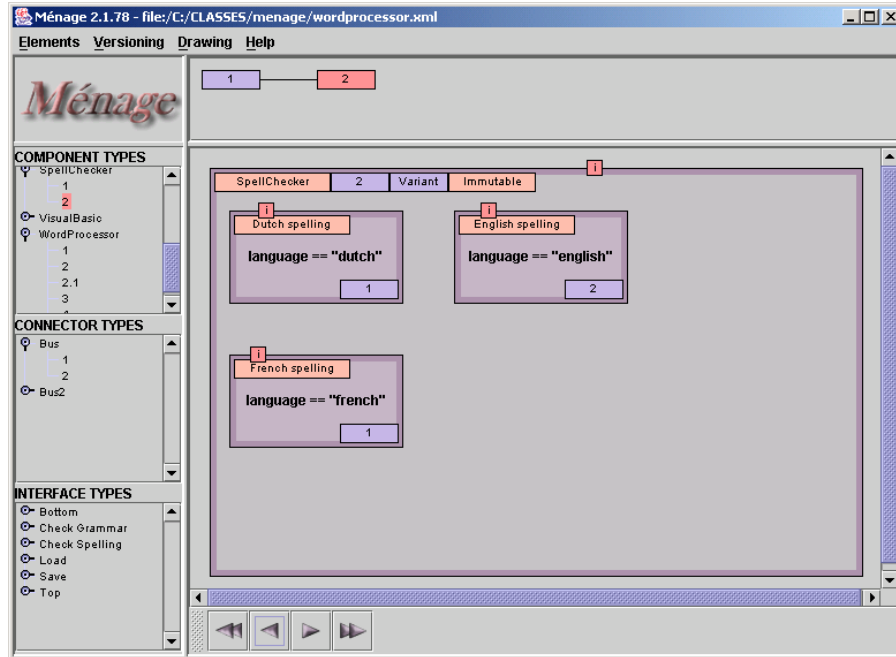 Ménage 2.1.78 - file:/C:/CLASSES/menage/wordprocessor.xml
Elements Versioning Drawing Help
Ménage
1 2
COMPONENT TYPES
SpellChecker
1
2
VisualBasic
WordProcessor
1
2
2.1
3
CONNECTOR TYPES
Bus
1
2
Bus2
INTERFACE TYPES
Bottom
Check Grammar
Check Spelling
Load
Save
Top
i
SpellChecker 2 Variant Immutable
i
Dutch spelling
language == "dutch"
1
i
English spelling
language == "english"
2
i
French spelling
language == "french"
1